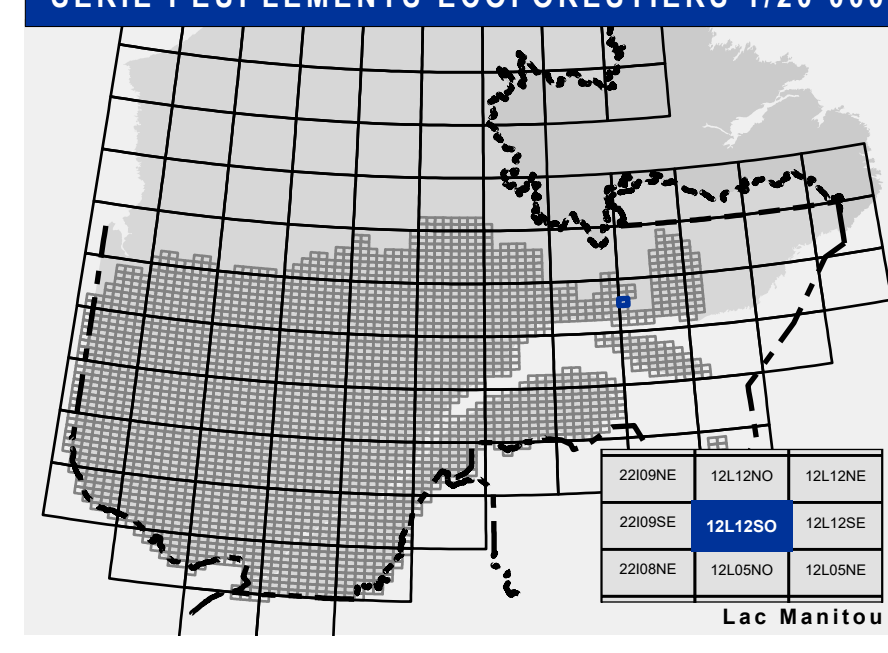 SÉRIE PEUPLEMENTS ÉCOFORESTIERS 1/20 000
22I09NE 12L12NO 12L12NE
22I09SE 12L12SO 12L12SE
22I08NE 12L05NO 12L05NE
Lac Manitou